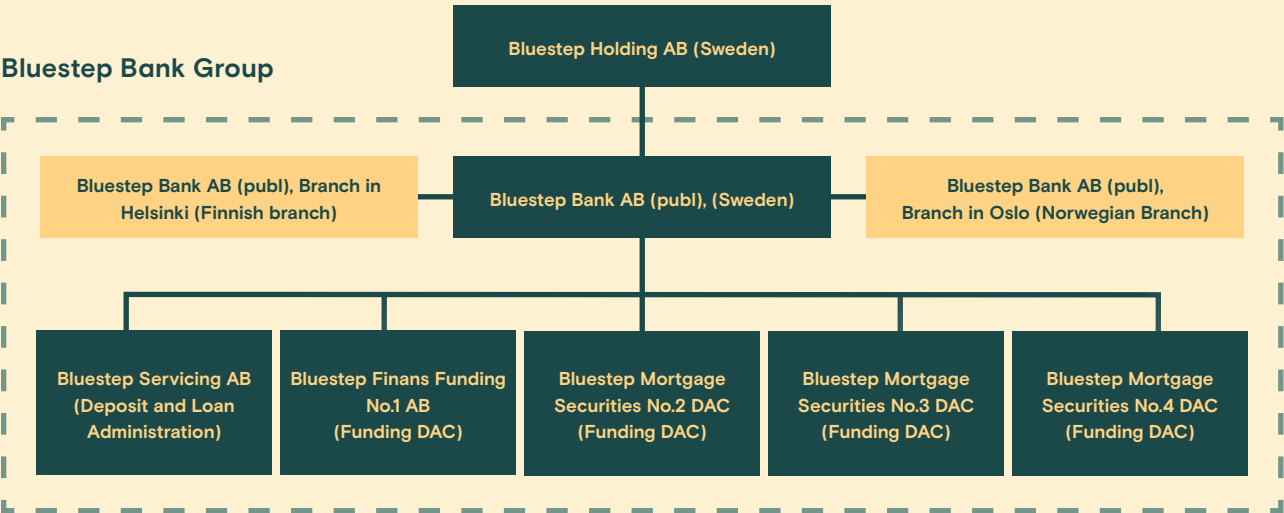 Bluestep Holding AB (Sweden)
Bluestep Bank Group
Bluestep Bank AB (publ), Branch in
Helsinki (Finnish branch)
Bluestep Bank AB (publ), (Sweden)
Bluestep Bank AB (publ),
Branch in Oslo (Norwegian Branch)
Bluestep Servicing AB
(Deposit and Loan
Administration)
Bluestep Finans Funding
No.1 AB
(Funding DAC)
Bluestep Mortgage
Securities No.2 DAC
(Funding DAC)
Bluestep Mortgage
Securities No.3 DAC
(Funding DAC)
Bluestep Mortgage
Securities No.4 DAC
(Funding DAC)